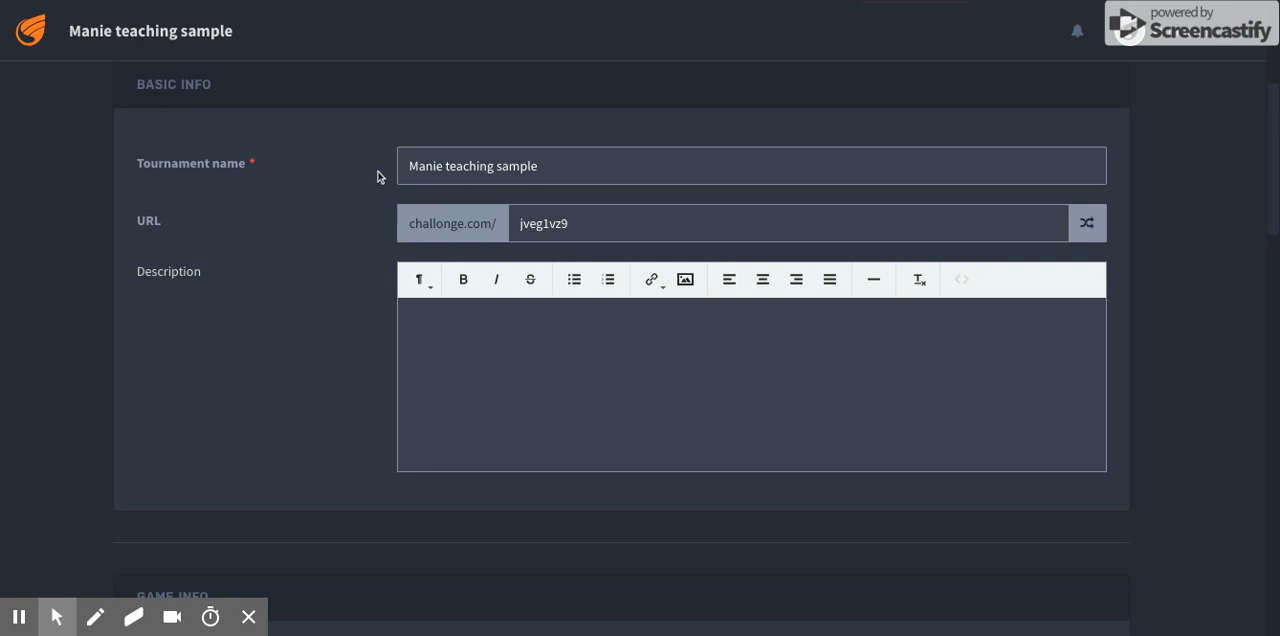 Manie teaching sample
powered by
Screencastify
BASIC INFO
Tournament name *
Manie teaching sample
URL
challonge.com/
jveg1vz9
Description
¶ B I S
GAME INFO